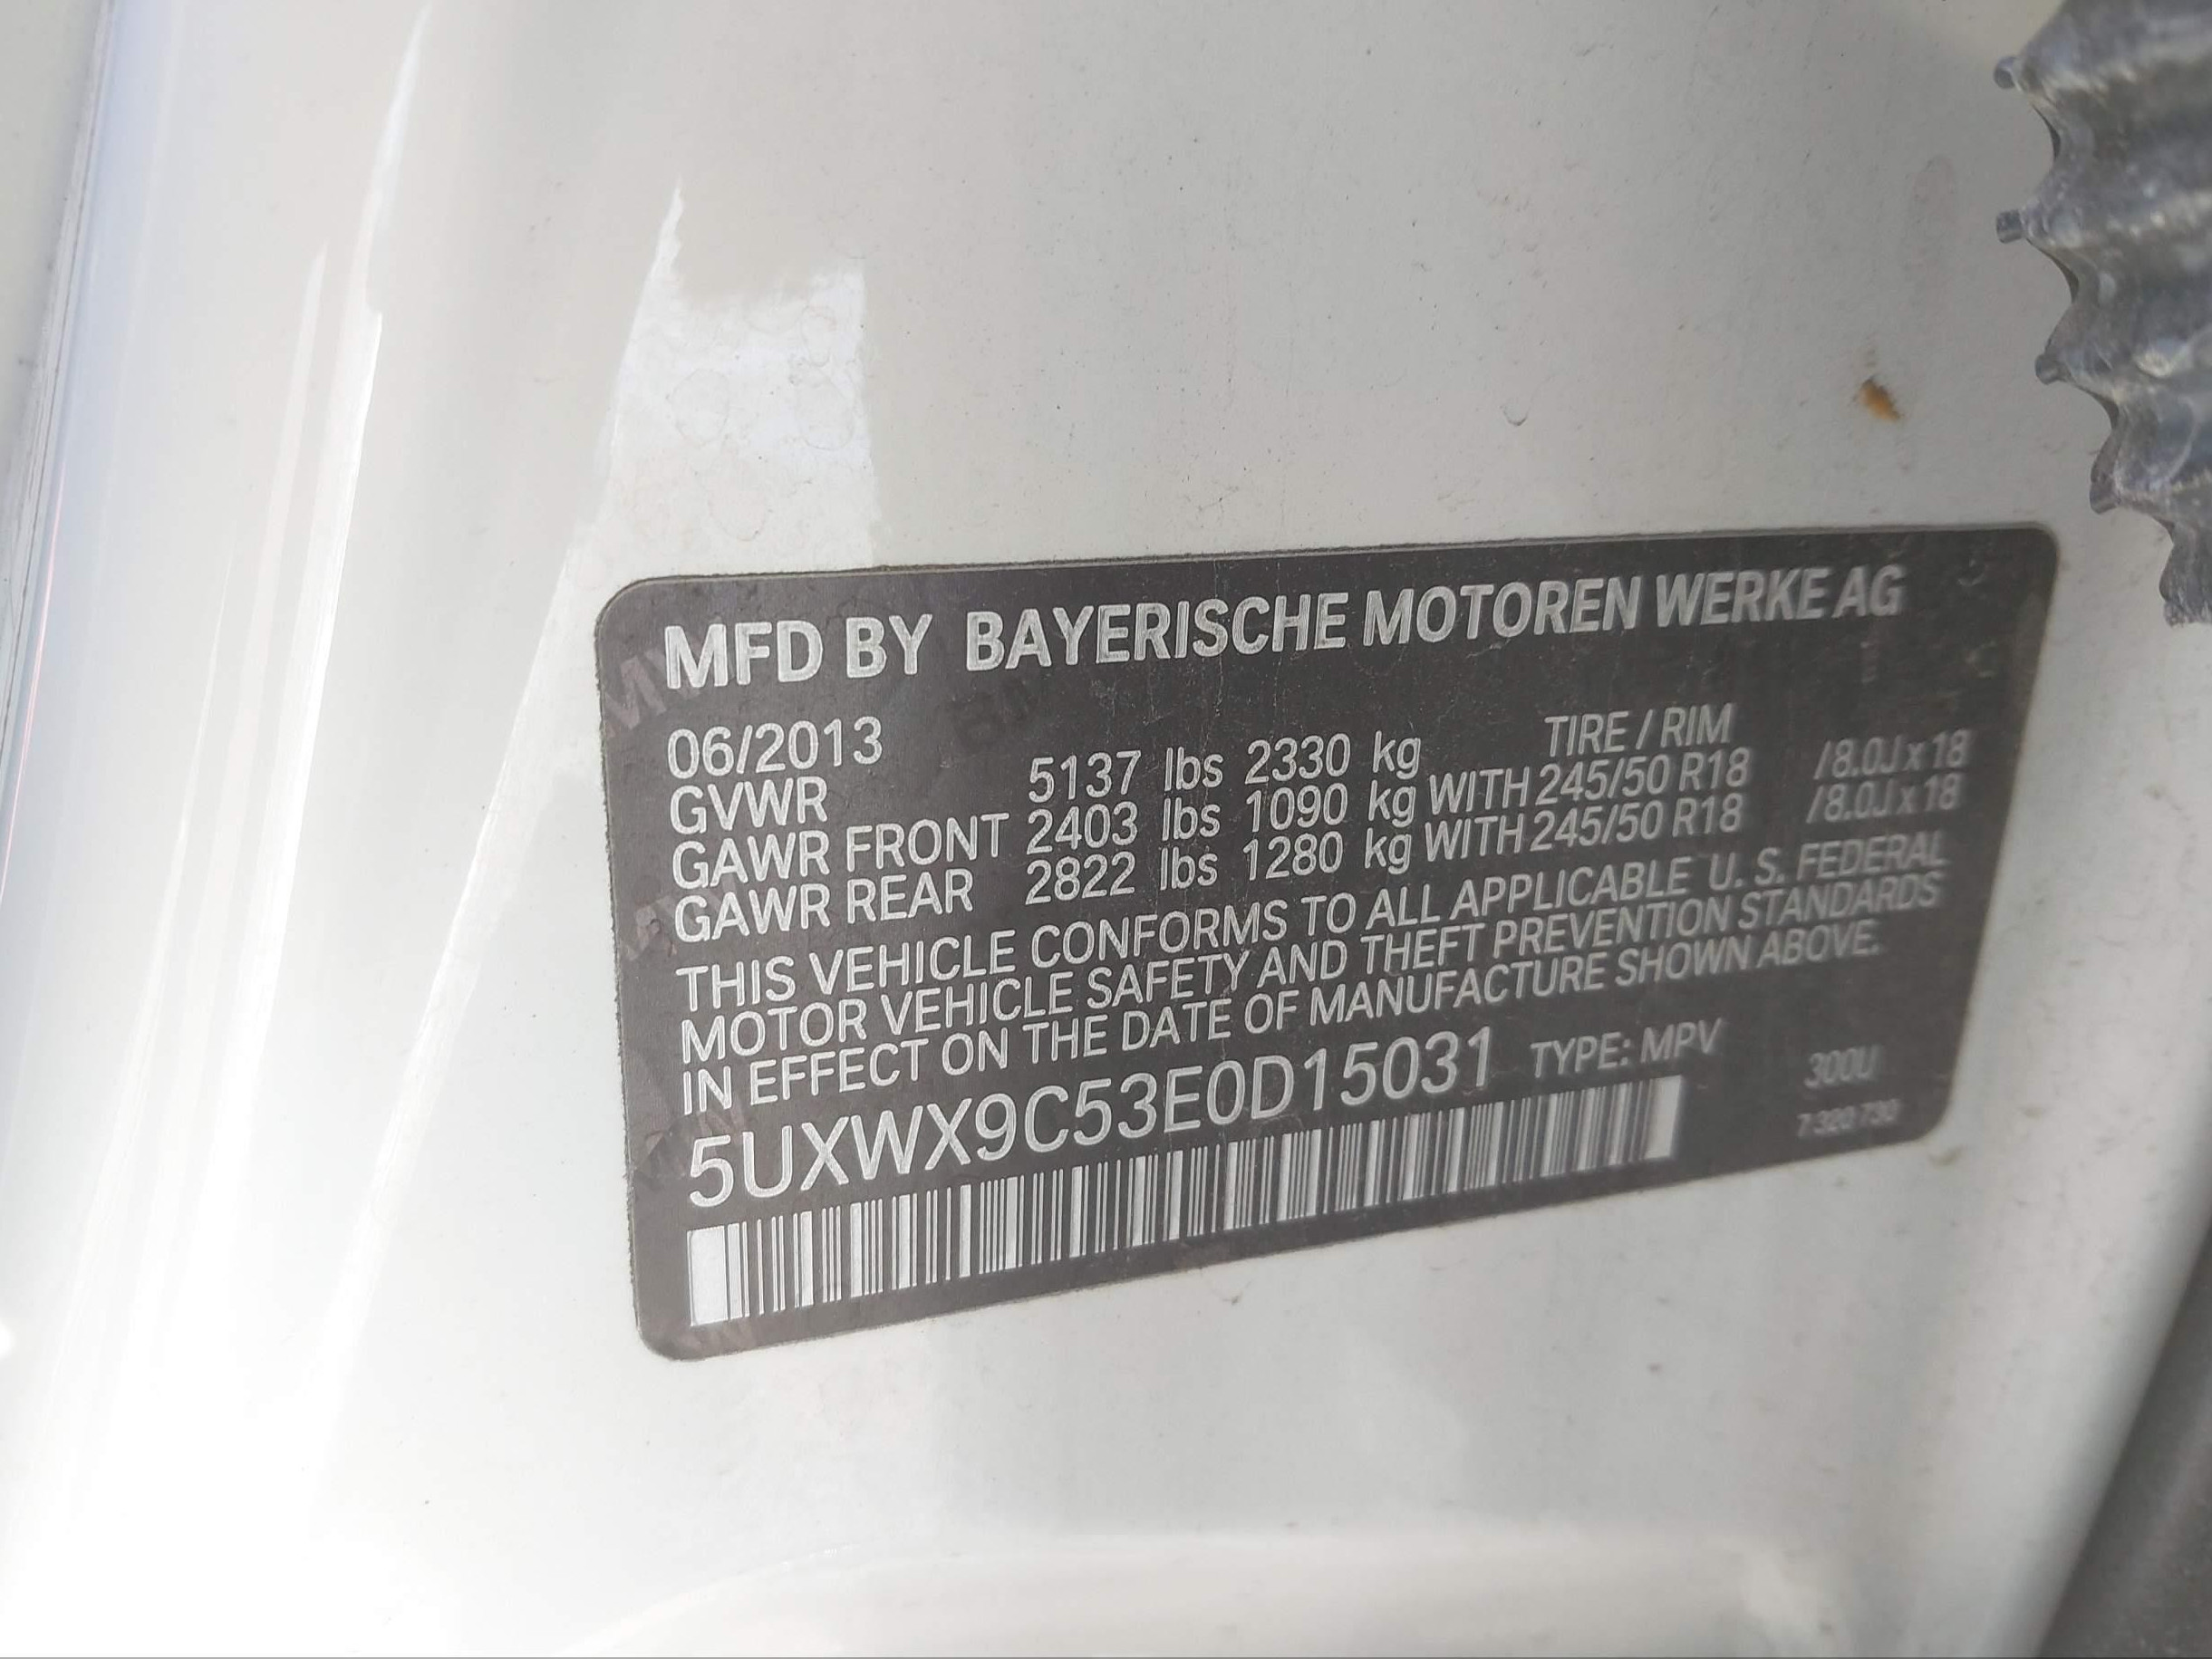 MFD BY BAYERISCHE MOTOREN WERKE AG
06/2013 TIRE / RIM
GVWR 5137 lbs 2330 kg
GAWR FRONT 2403 lbs 1090 kg WITH 245/50 R18 /8.0J x 18
GAWR REAR 2822 lbs 1280 kg WITH 245/50 R18 /8.0J x 18
THIS VEHICLE CONFORMS TO ALL APPLICABLE U. S. FEDERAL
MOTOR VEHICLE SAFETY AND THEFT PREVENTION STANDARDS
IN EFFECT ON THE DATE OF MANUFACTURE SHOWN ABOVE.
5UXWX9C53E0D15031 TYPE: MPV
300U
7 320 730